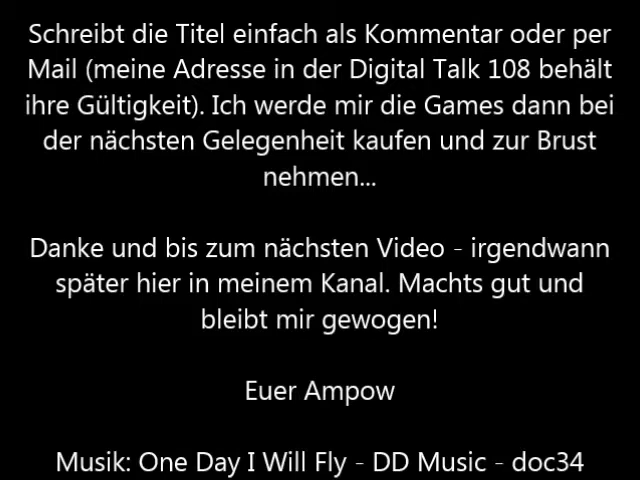 Schreibt die Titel einfach als Kommentar oder per
Mail (meine Adresse in der Digital Talk 108 behält
ihre Gültigkeit). Ich werde mir die Games dann bei
der nächsten Gelegenheit kaufen und zur Brust
nehmen...
Danke und bis zum nächsten Video - irgendwann
später hier in meinem Kanal. Machts gut und
bleibt mir gewogen!
Euer Ampow
Musik: One Day I Will Fly - DD Music - doc34